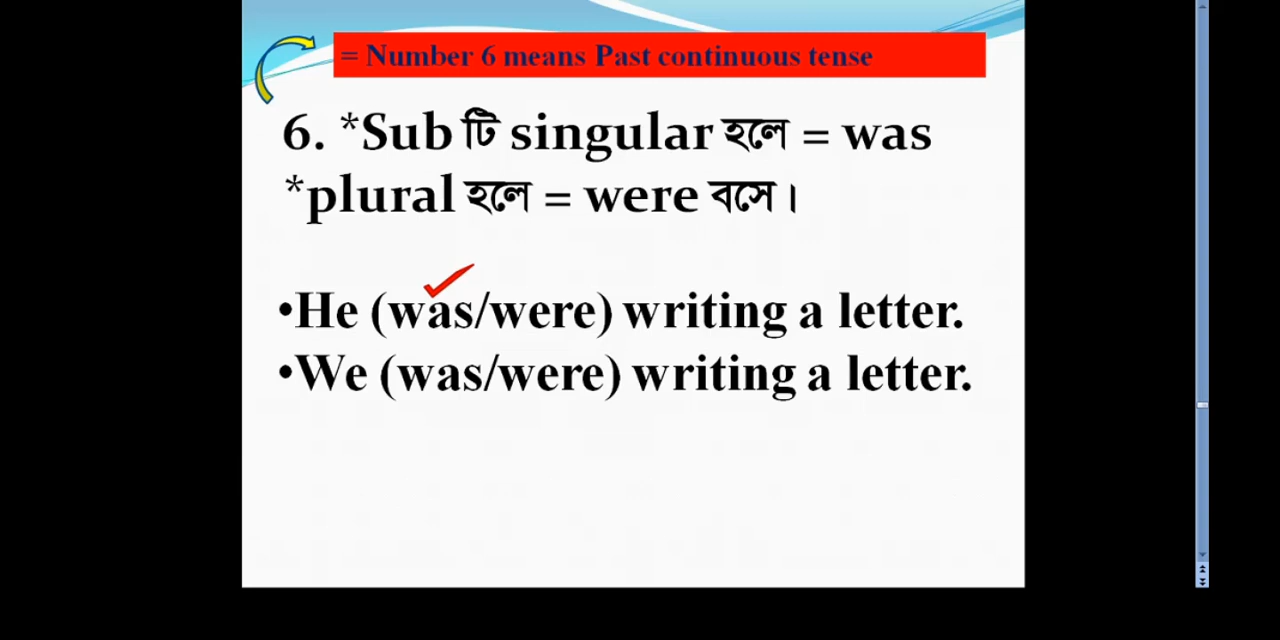 = Number 6 means Past continuous tense
6. *Sub টি singular হলে = was
*plural হলে = were বসে।
•He (was/were) writing a letter.
•We (was/were) writing a letter.